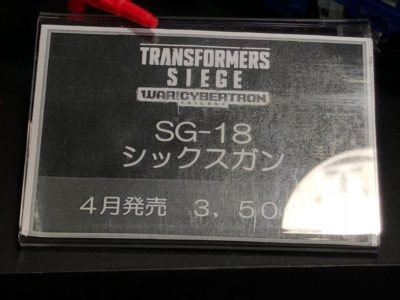 TRANSFORMERS
SIEGE
WAR FOR CYBERTRON
TRILOGY
SG-18
シックスガン
4月発売 3,50